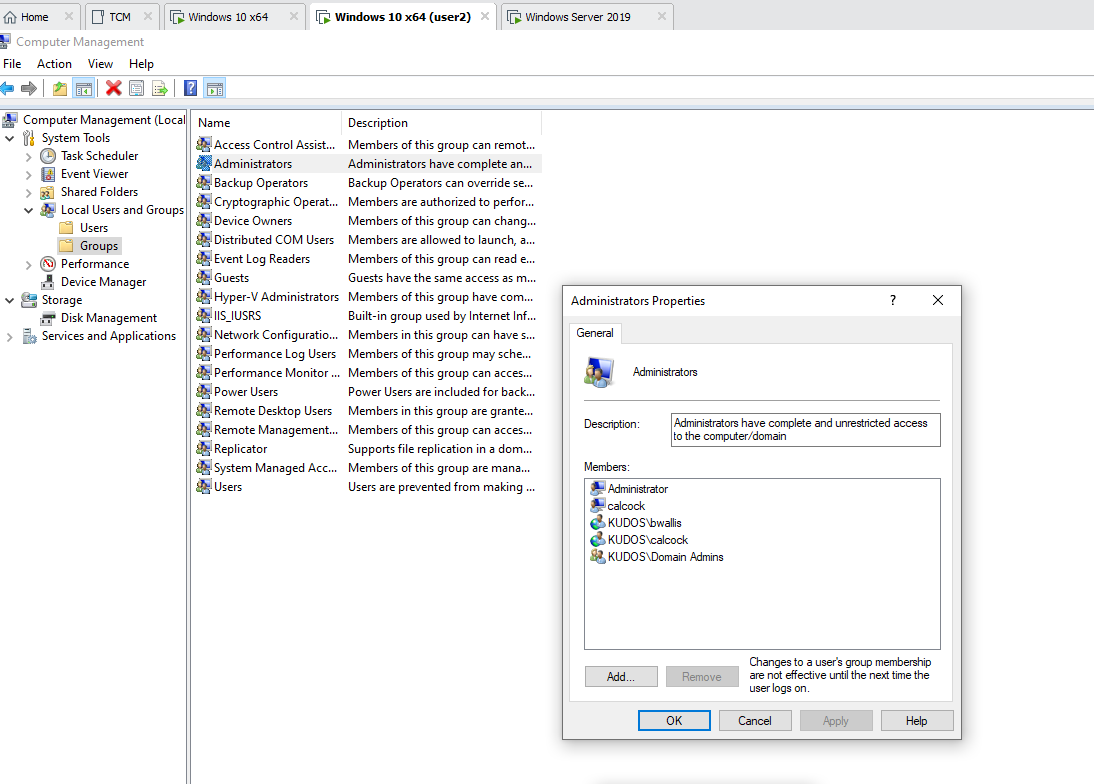 Home
TCM
Windows 10 x64
Windows 10 x64 (user2)
Windows Server 2019
Computer Management
File Action View Help
Computer Management (Local
System Tools
Task Scheduler
Event Viewer
Shared Folders
Local Users and Groups
Users
Groups
Performance
Device Manager
Storage
Disk Management
Services and Applications
Name Description
Access Control Assist... Members of this group can remot...
Administrators Administrators have complete an...
Backup Operators Backup Operators can override se...
Cryptographic Operat... Members are authorized to perfor...
Device Owners Members of this group can chang...
Distributed COM Users Members are allowed to launch, a...
Event Log Readers Members of this group can read e...
Guests Guests have the same access as m...
Hyper-V Administrators Members of this group have com...
IIS_IUSRS Built-in group used by Internet Inf...
Network Configuratio... Members in this group can have s...
Performance Log Users Members of this group may sche...
Performance Monitor ... Members of this group can acces...
Power Users Power Users are included for back...
Remote Desktop Users Members in this group are grante...
Remote Management... Members of this group can acces...
Replicator Supports file replication in a dom...
System Managed Acc... Members of this group are mana...
Users Users are prevented from making ...
Administrators Properties
General
Administrators
Description: Administrators have complete and unrestricted access
to the computer/domain
Members:
Administrator
calcock
KUDOS\bwallis
KUDOS\calcock
KUDOS\Domain Admins
Add... Remove
Changes to a user's group membership
are not effective until the next time the
user logs on.
OK Cancel Apply Help